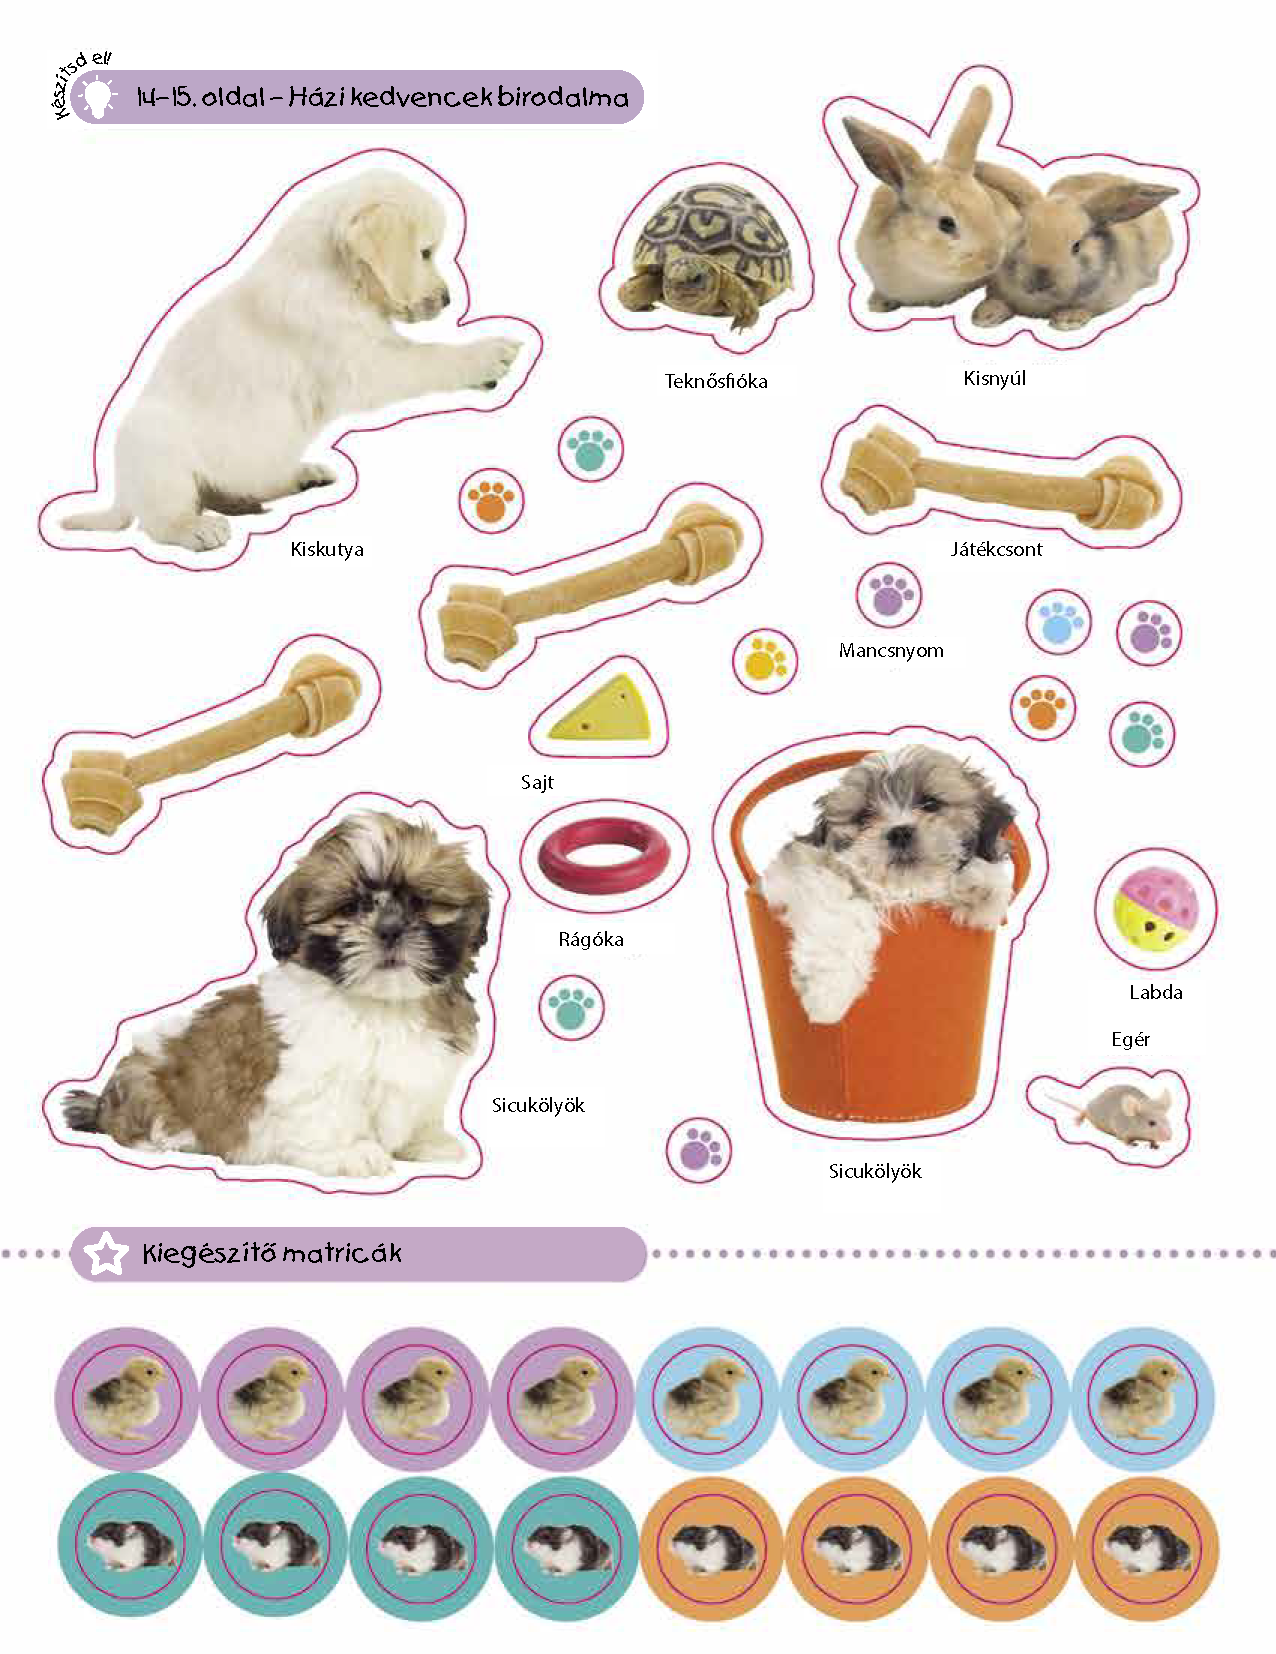 Készítsd el!
14-15. oldal – Házi kedvencek birodalma
Teknősfióka
Kisnyúl
Kiskutya
Játékcsont
Mancsnyom
Sajt
Rágóka
Labda
Egér
Sicukölyök
Sicukölyök
Kiegészítő matricák